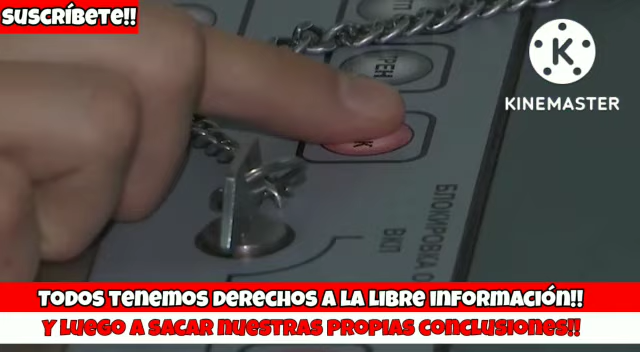 suscríbete!!
K
KINEMASTER
БЛОКИРОВКА О
ВКЛ
Todos Tenemos Derechos a la Libre información!!
Y Luego a sacar nuestras propias conclusiones!!